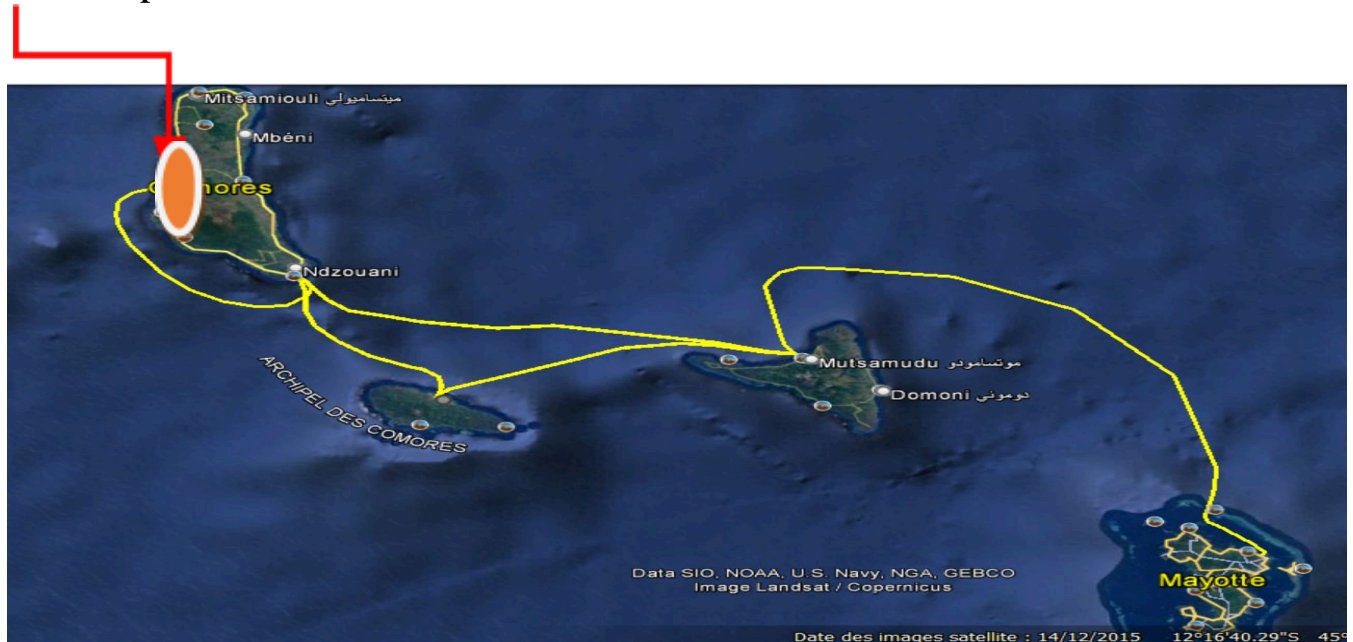 Mitsamiouli ميتساميولي
Mbéni
Ndzouani
ARCHIPEL DES COMORES
Mutsamudu موتسامودو
Domoni دوموني
Data SIO, NOAA, U.S. Navy, NGA, GEBCO
Image Landsat / Copernicus
Mayotte
Date des images satellite : 14/12/2015 12°16'40.29"S 45°